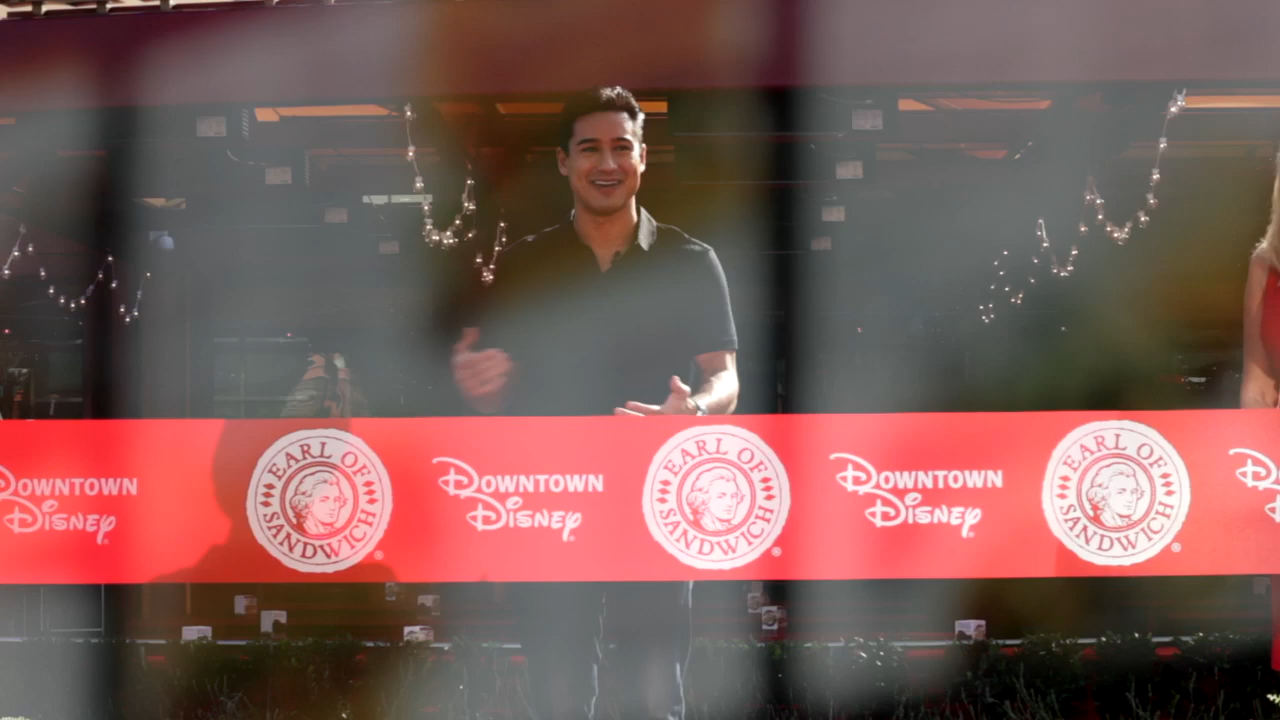 DOWNTOWN
DISNEY
EARL OF
SANDWICH
DOWNTOWN
DISNEY
EARL OF
SANDWICH
DOWNTOWN
DISNEY
EARL OF
SANDWICH